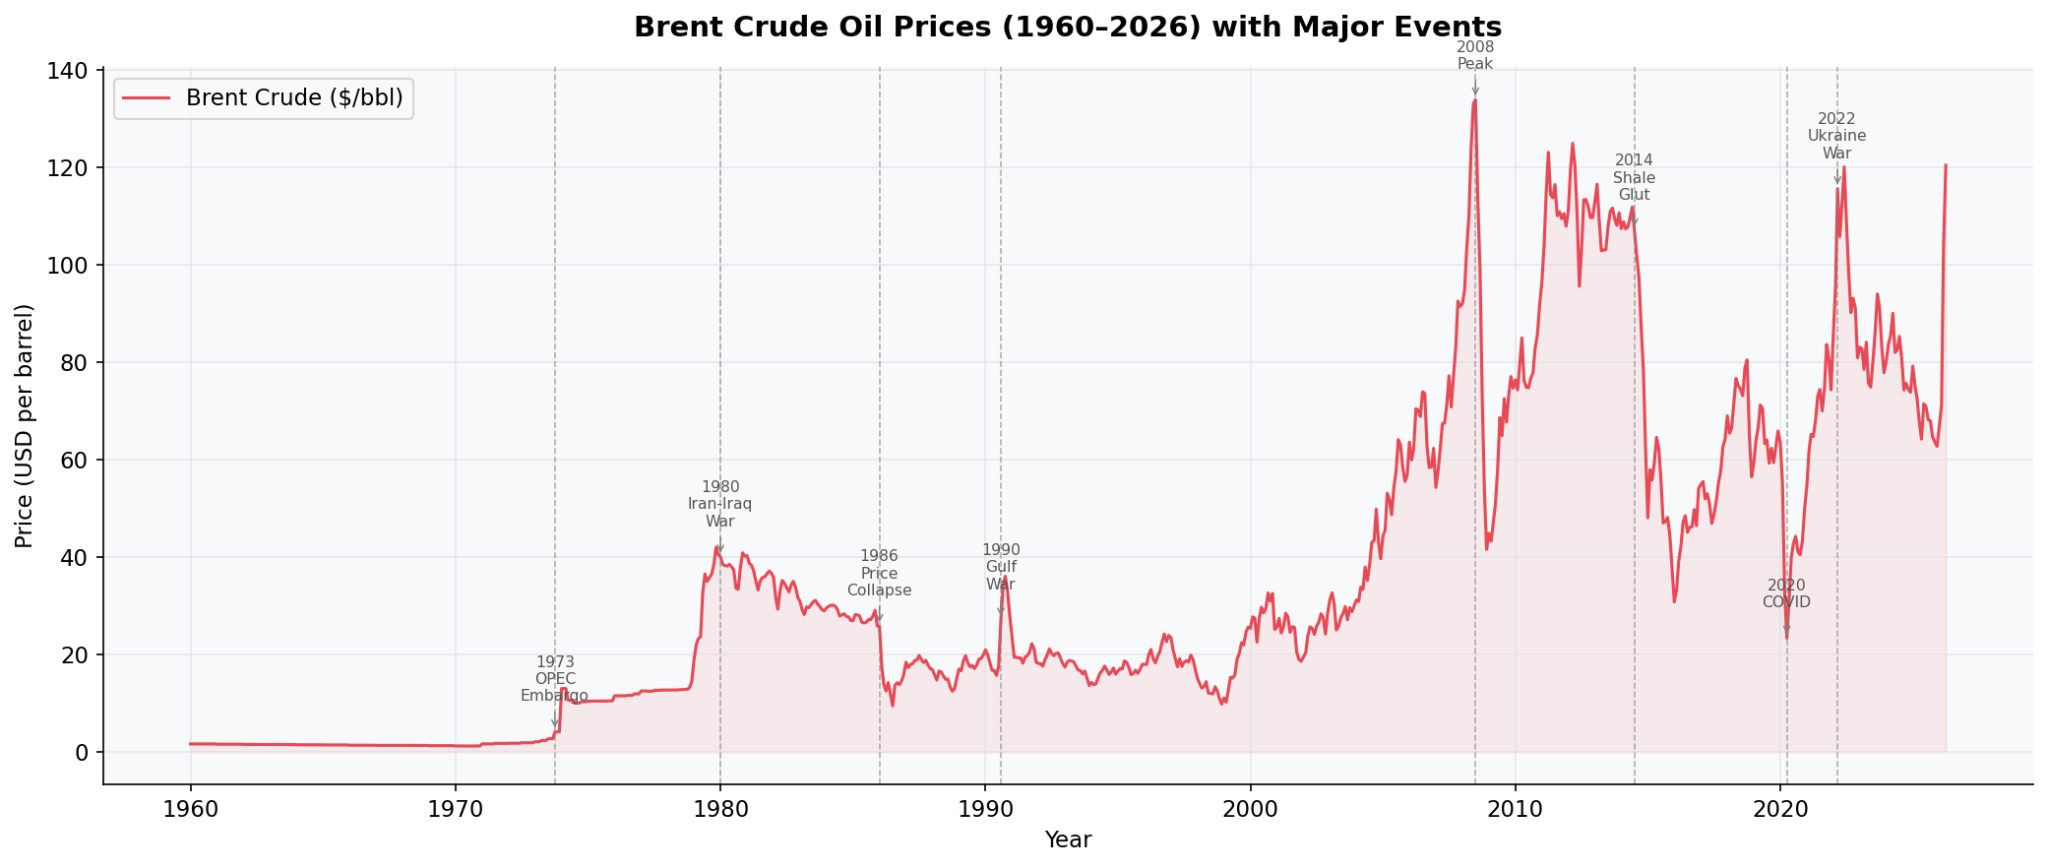 Brent Crude Oil Prices (1960–2026) with Major Events
Brent Crude ($/bbl)
Price (USD per barrel)
140
120
100
80
60
40
20
0
1973
OPEC
Embargo
1980
Iran-Iraq
War
1986
Price
Collapse
1990
Gulf
War
2008
Peak
2014
Shale
Glut
2020
COVID
2022
Ukraine
War
1960
1970
1980
1990
2000
2010
2020
Year